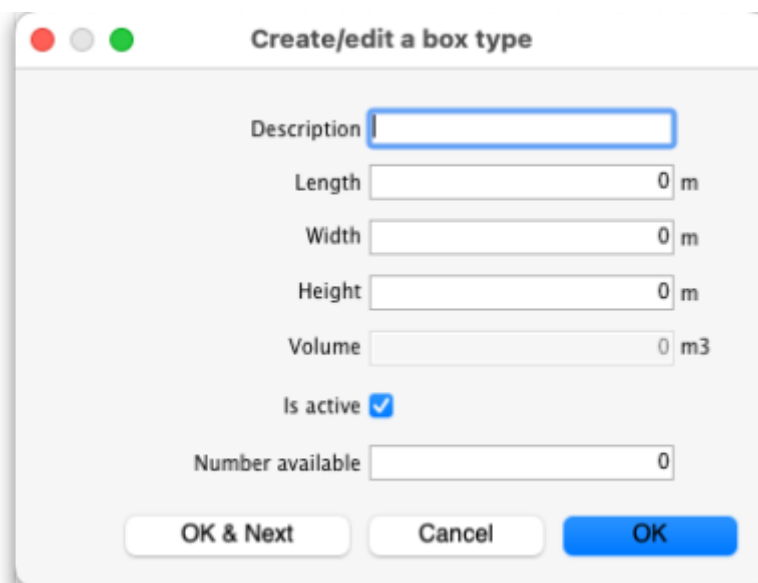 Create/edit a box type
Description
Length 0 m
Width 0 m
Height 0 m
Volume 0 m3
Is active
Number available 0
OK & Next Cancel OK